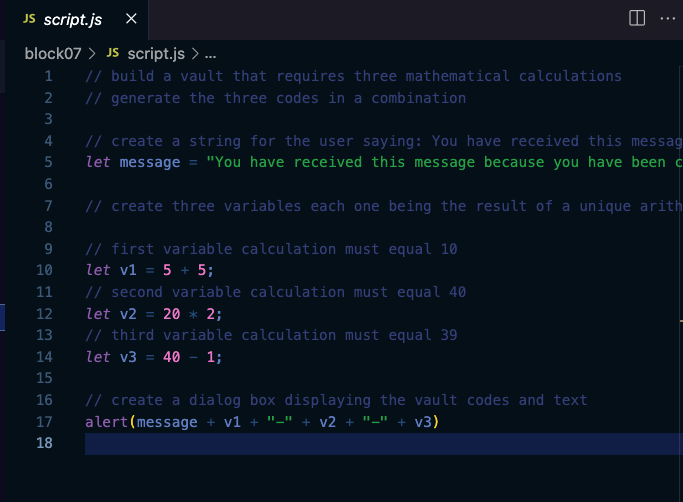 JS script.js ×
block07 > JS script.js > ...
1 // build a vault that requires three mathematical calculations
2 // generate the three codes in a combination
3
4 // create a string for the user saying: You have received this messag
5 let message = "You have received this message because you have been c
6
7 // create three variables each one being the result of a unique arith
8
9 // first variable calculation must equal 10
10 let v1 = 5 + 5;
11 // second variable calculation must equal 40
12 let v2 = 20 * 2;
13 // third variable calculation must equal 39
14 let v3 = 40 - 1;
15
16 // create a dialog box displaying the vault codes and text
17 alert(message + v1 + "-" + v2 + "-" + v3)
18